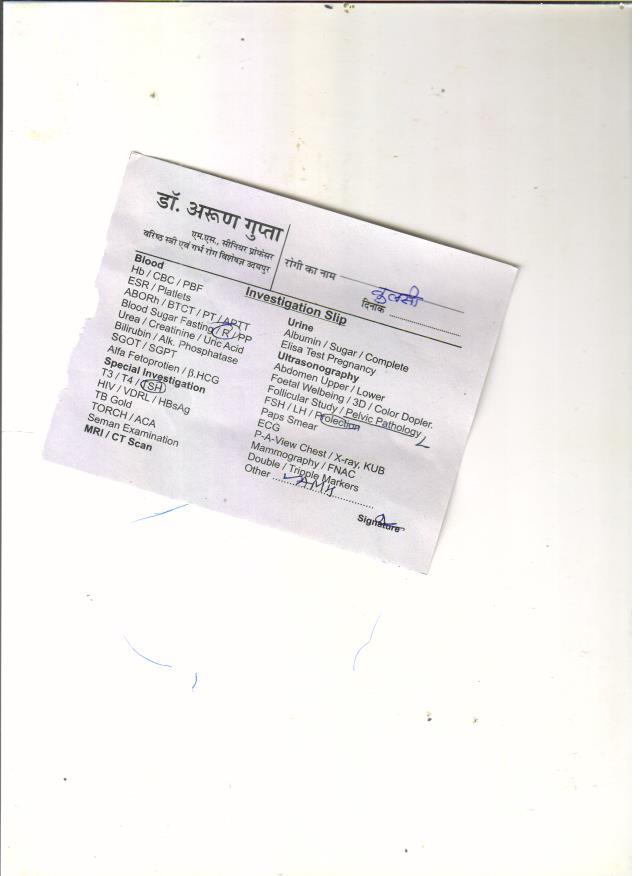 डॉ. अरूण गुप्ता
एम.एस., सीनियर प्रोफेसर
वरिष्ठ स्त्री एवं गर्भ रोग विशेषज्ञ उदयपुर
रोगी का नाम
दिनांक
Investigation Slip
Blood
Hb / CBC / PBF
ESR / Platlets
ABORh / BTCT / PT / APTT
Blood Sugar Fasting / R / PP
Urea / Creatinine / Uric Acid
Bilirubin / Alk. Phosphatase
SGOT / SGPT
Alfa Fetoprotien / β.HCG
Special Investigation
T3 / T4 / TSH
HIV / VDRL / HBsAg
TB Gold
TORCH / ACA
Seman Examination
MRI / CT Scan
Urine
Albumin / Sugar / Complete
Elisa Test Pregnancy
Ultrasonography
Abdomen Upper / Lower
Foetal Welbeing / 3D / Color Dopler.
Follicular Study / Pelvic Pathology
FSH / LH / Prolection
Paps Smear
ECG
P-A-View Chest / X-ray, KUB
Mammography / FNAC
Double / Tripple Markers
Other AMH
Signature